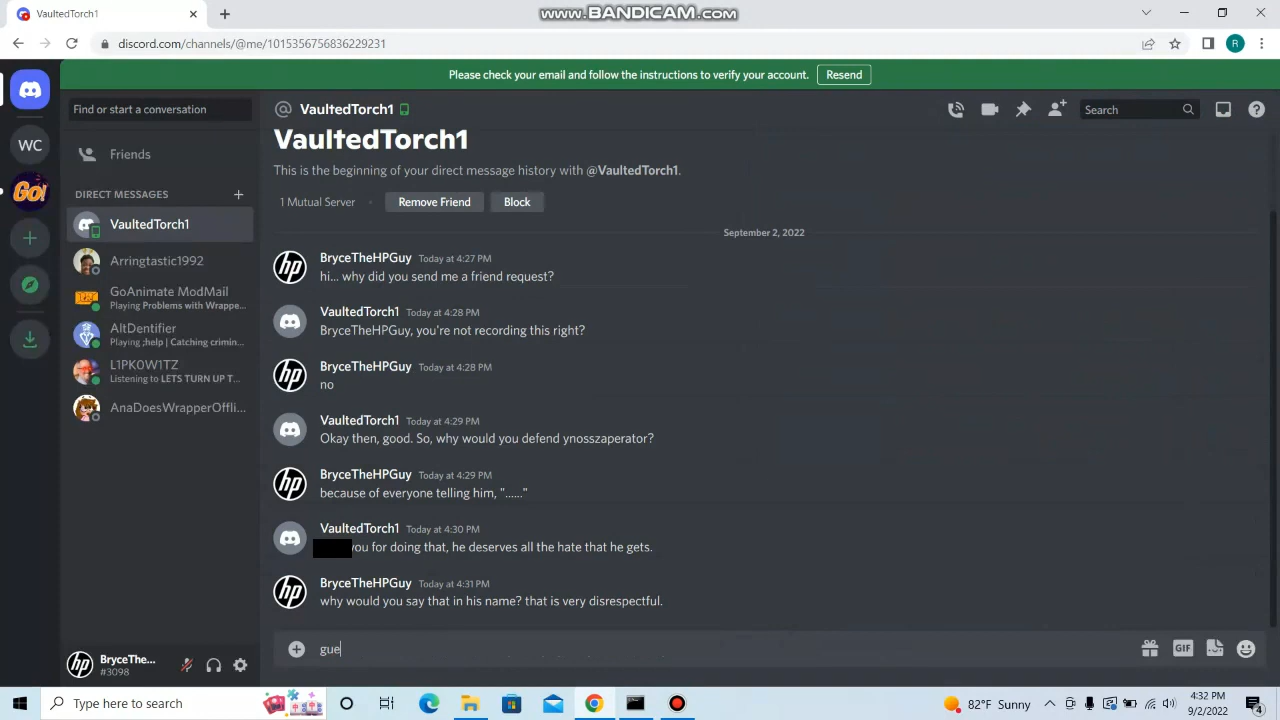 VaultedTorch1
www.BANDICAM.com
discord.com/channels/@me/1015356756836229231
R
Please check your email and follow the instructions to verify your account.
Resend
Find or start a conversation
VaultedTorch1
Search
WC
Friends
VaultedTorch1
This is the beginning of your direct message history with @VaultedTorch1.
GO!
DIRECT MESSAGES
1 Mutual Server
Remove Friend
Block
VaultedTorch1
September 2, 2022
Arringtastic1992
BryceTheHPGuy Today at 4:27 PM
hi... why did you send me a friend request?
GoAnimate ModMail
Playing Problems with Wrappe...
VaultedTorch1 Today at 4:28 PM
BryceTheHPGuy, you're not recording this right?
AltDentifier
Playing ;help | Catching crimin...
L1PK0W1TZ
Listening to LETS TURN UP T...
BryceTheHPGuy Today at 4:28 PM
no
AnaDoesWrapperOffli...
VaultedTorch1 Today at 4:29 PM
Okay then, good. So, why would you defend ynosszaperator?
BryceTheHPGuy Today at 4:29 PM
because of everyone telling him, "......"
VaultedTorch1 Today at 4:30 PM
you for doing that, he deserves all the hate that he gets.
BryceTheHPGuy Today at 4:31 PM
why would you say that in his name? that is very disrespectful.
gue
GIF
BryceThe...
#3098
hp
hp
hp
hp
hp
Type here to search
82°F Sunny
4:32 PM
9/2/2022
4